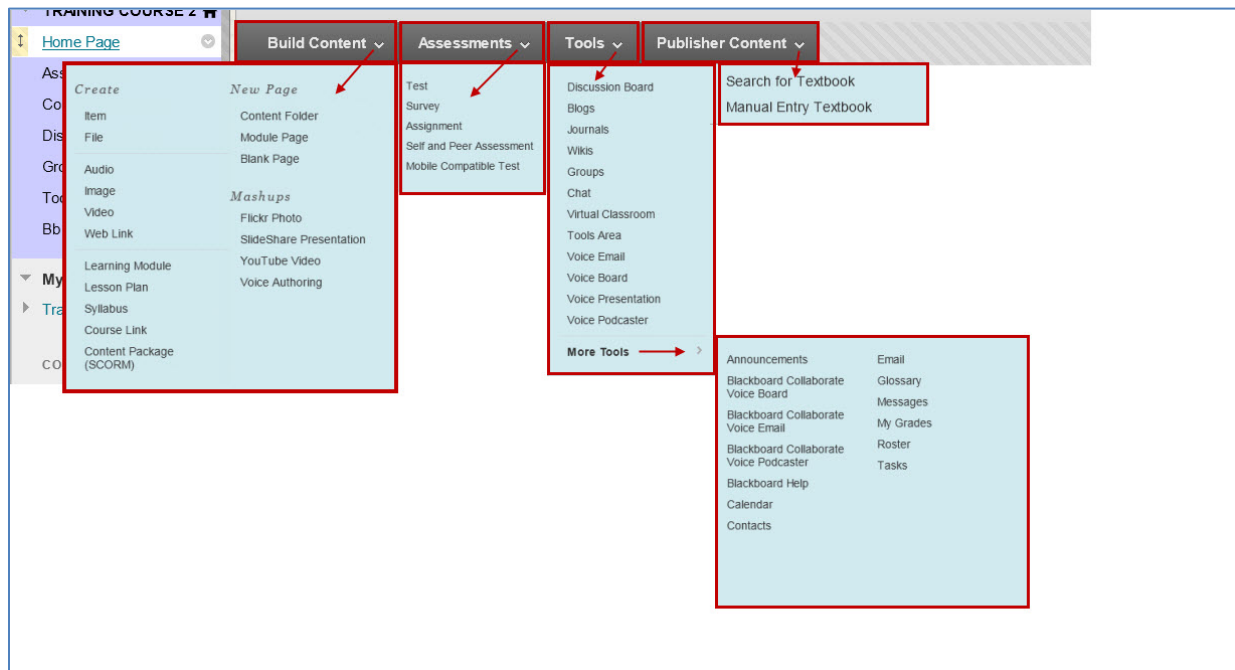 TRAINING COURSE 2
Home Page
Build Content
Assessments
Tools
Publisher Content
Ass
Co
Dis
Gro
Too
Bb
My
Tra
CO
Create
Item
File
Audio
Image
Video
Web Link
Learning Module
Lesson Plan
Syllabus
Course Link
Content Package
(SCORM)
New Page
Content Folder
Module Page
Blank Page
Mashups
Flickr Photo
SlideShare Presentation
YouTube Video
Voice Authoring
Test
Survey
Assignment
Self and Peer Assessment
Mobile Compatible Test
Discussion Board
Blogs
Journals
Wikis
Groups
Chat
Virtual Classroom
Tools Area
Voice Email
Voice Board
Voice Presentation
Voice Podcaster
More Tools
Search for Textbook
Manual Entry Textbook
Announcements
Blackboard Collaborate
Voice Board
Blackboard Collaborate
Voice Email
Blackboard Collaborate
Voice Podcaster
Blackboard Help
Calendar
Contacts
Email
Glossary
Messages
My Grades
Roster
Tasks